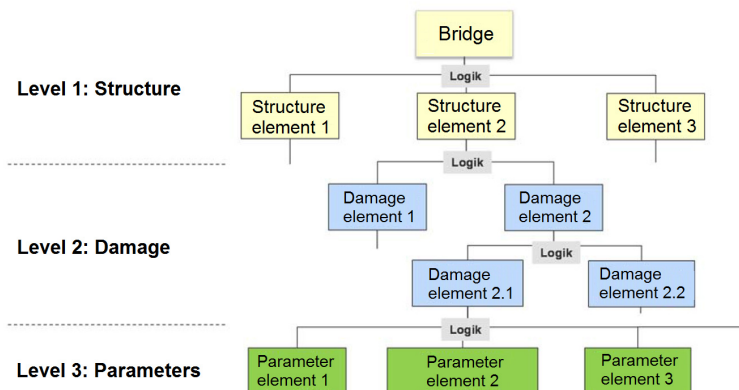 Bridge
Logik
Level 1: Structure
Structure
element 1
Structure
element 2
Structure
element 3
Logik
Damage
element 1
Damage
element 2
Level 2: Damage
Logik
Damage
element 2.1
Damage
element 2.2
Logik
Level 3: Parameters
Parameter
element 1
Parameter
element 2
Parameter
element 3